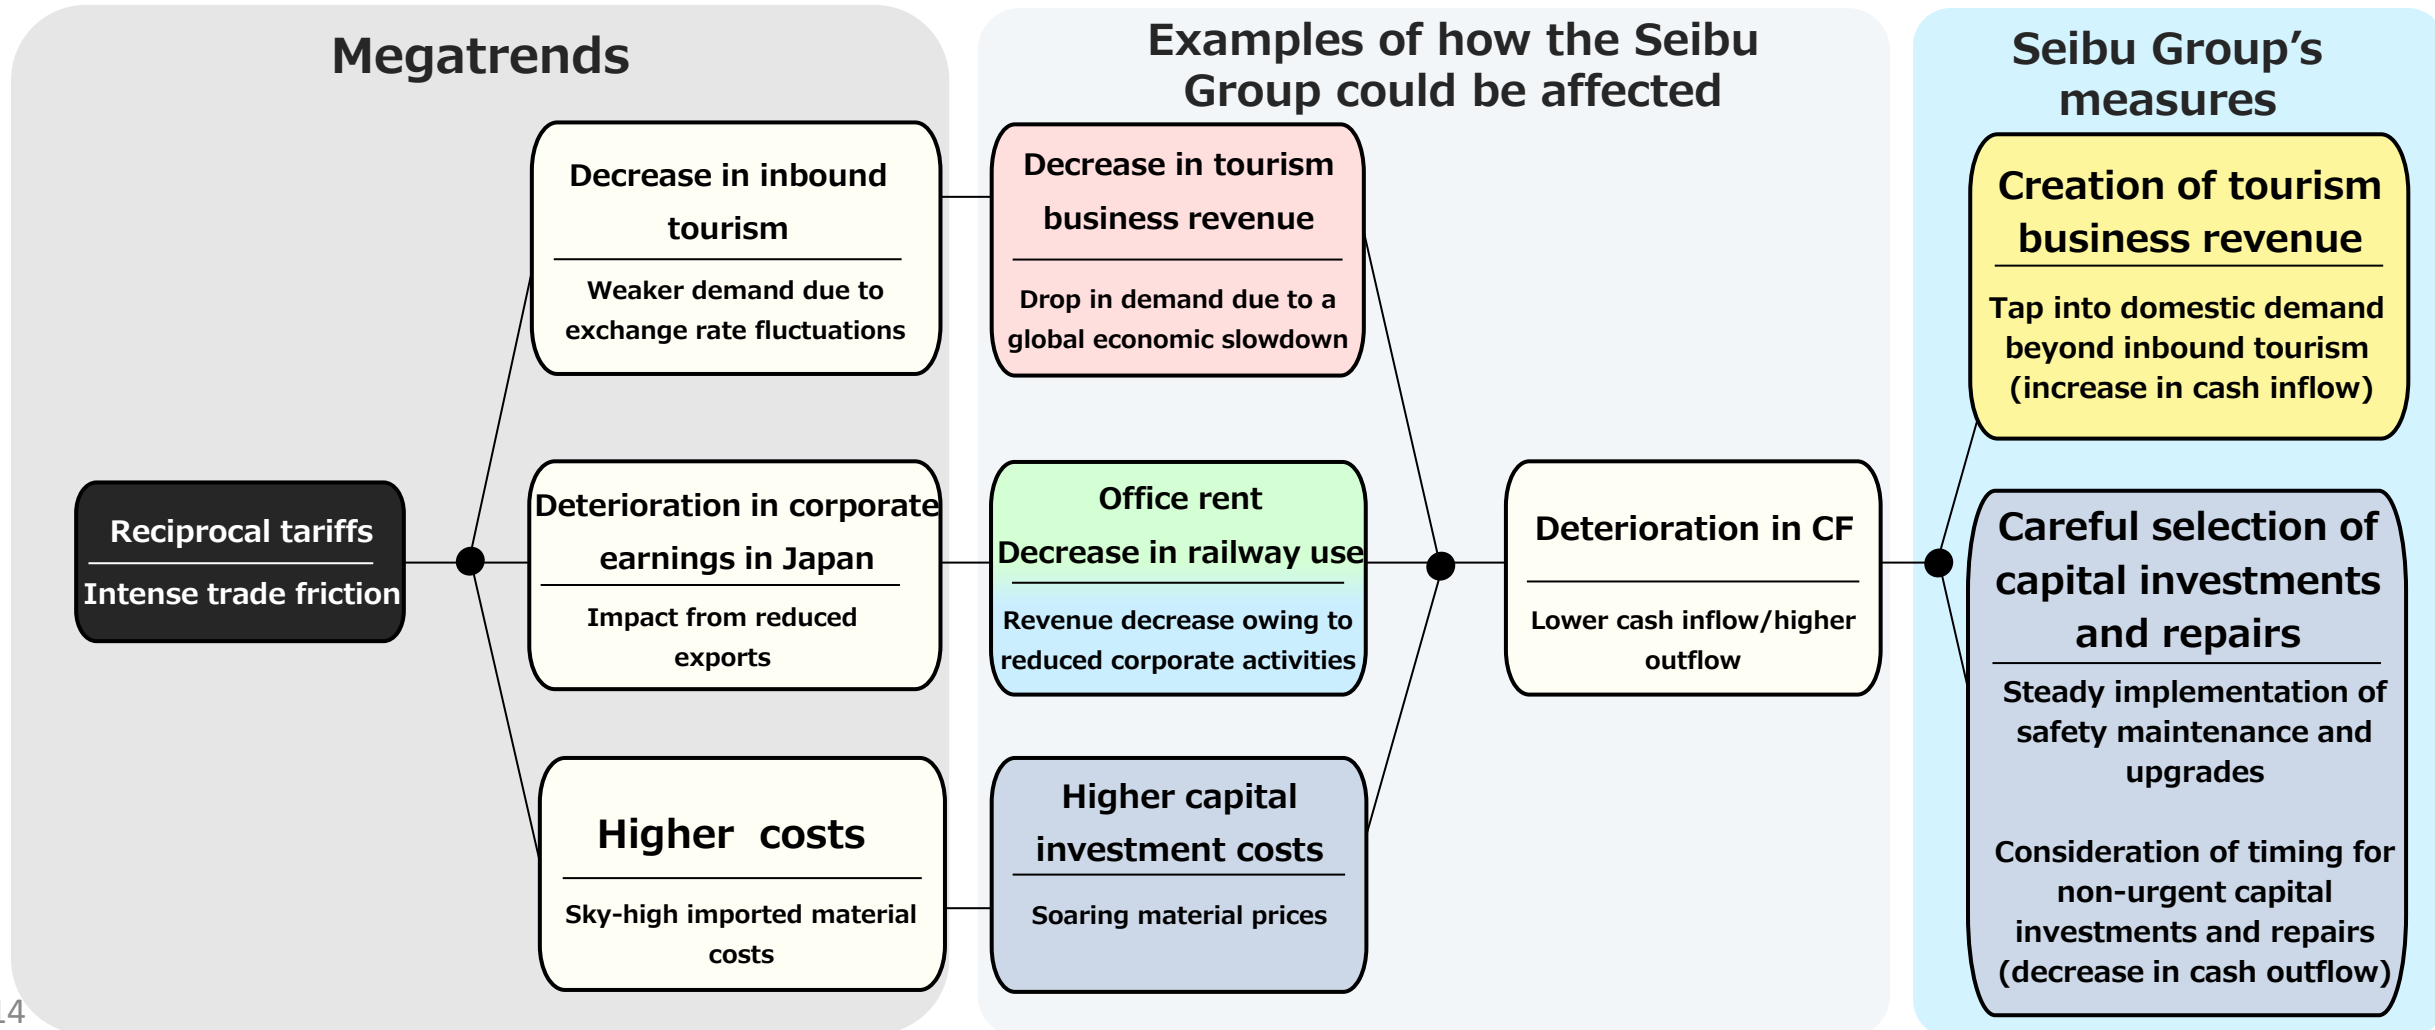 Megatrends
Examples of how the Seibu
Group could be affected
Seibu Group’s
measures
Reciprocal tariffs
Intense trade friction
Decrease in inbound
tourism
Weaker demand due to
exchange rate fluctuations
Deterioration in corporate
earnings in Japan
Impact from reduced
exports
Higher costs
Sky-high imported material
costs
Decrease in tourism
business revenue
Drop in demand due to a
global economic slowdown
Office rent
Decrease in railway use
Revenue decrease owing to
reduced corporate activities
Higher capital
investment costs
Soaring material prices
Deterioration in CF
Lower cash inflow/higher
outflow
Creation of tourism
business revenue
Tap into domestic demand
beyond inbound tourism
(increase in cash inflow)
Careful selection of
capital investments
and repairs
Steady implementation of
safety maintenance and
upgrades
Consideration of timing for
non-urgent capital
investments and repairs
(decrease in cash outflow)
14